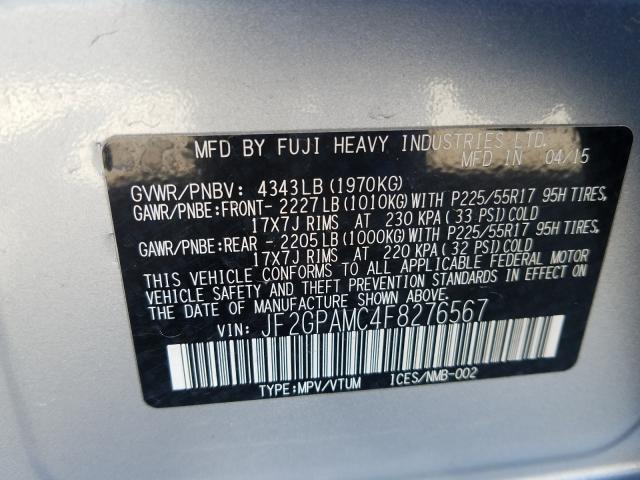 MFD BY FUJI HEAVY INDUSTRIES LTD.
MFD IN 04/15
GVWR/PNBV: 4343LB(1970KG)
GAWR/PNBE:FRONT- 2227LB(1010KG)WITH P225/55R17 95H TIRES,
17X7J RIMS AT 230 KPA(33 PSI)COLD
GAWR/PNBE:REAR - 2205LB(1000KG)WITH P225/55R17 95H TIRES,
17X7J RIMS AT 220 KPA(32 PSI)COLD
THIS VEHICLE CONFORMS TO ALL APPLICABLE FEDERAL MOTOR
VEHICLE SAFETY AND THEFT PREVENTION STANDARDS IN EFFECT ON
THE DATE OF MANUFACTURE SHOWN ABOVE.
VIN: JF2GPAMC4F8276567
TYPE:MPV/VTUM ICES/NMB-002